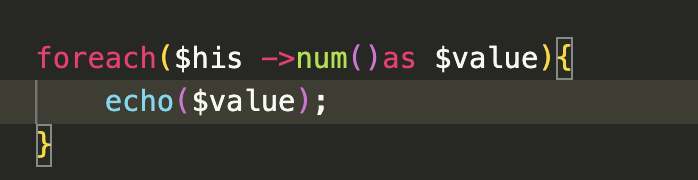 foreach($his ->num()as $value){
    echo($value);
}